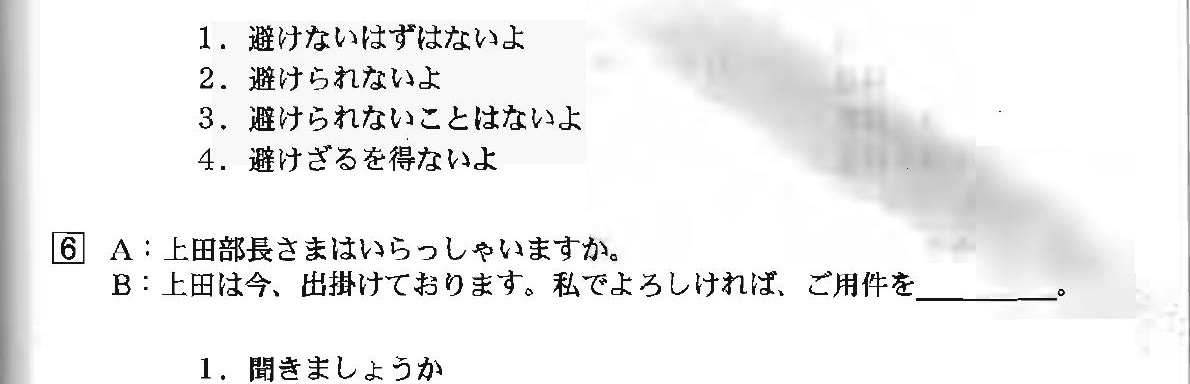 1．避けないはずはないよ
2．避けられないよ
3．避けられないことはないよ
4．避けざるを得ないよ
6 A：上田部長さまはいらっしゃいますか。
B：上田は今、出掛けております。私でよろしければ、ご用件を＿＿＿＿＿。
1．聞きましょうか